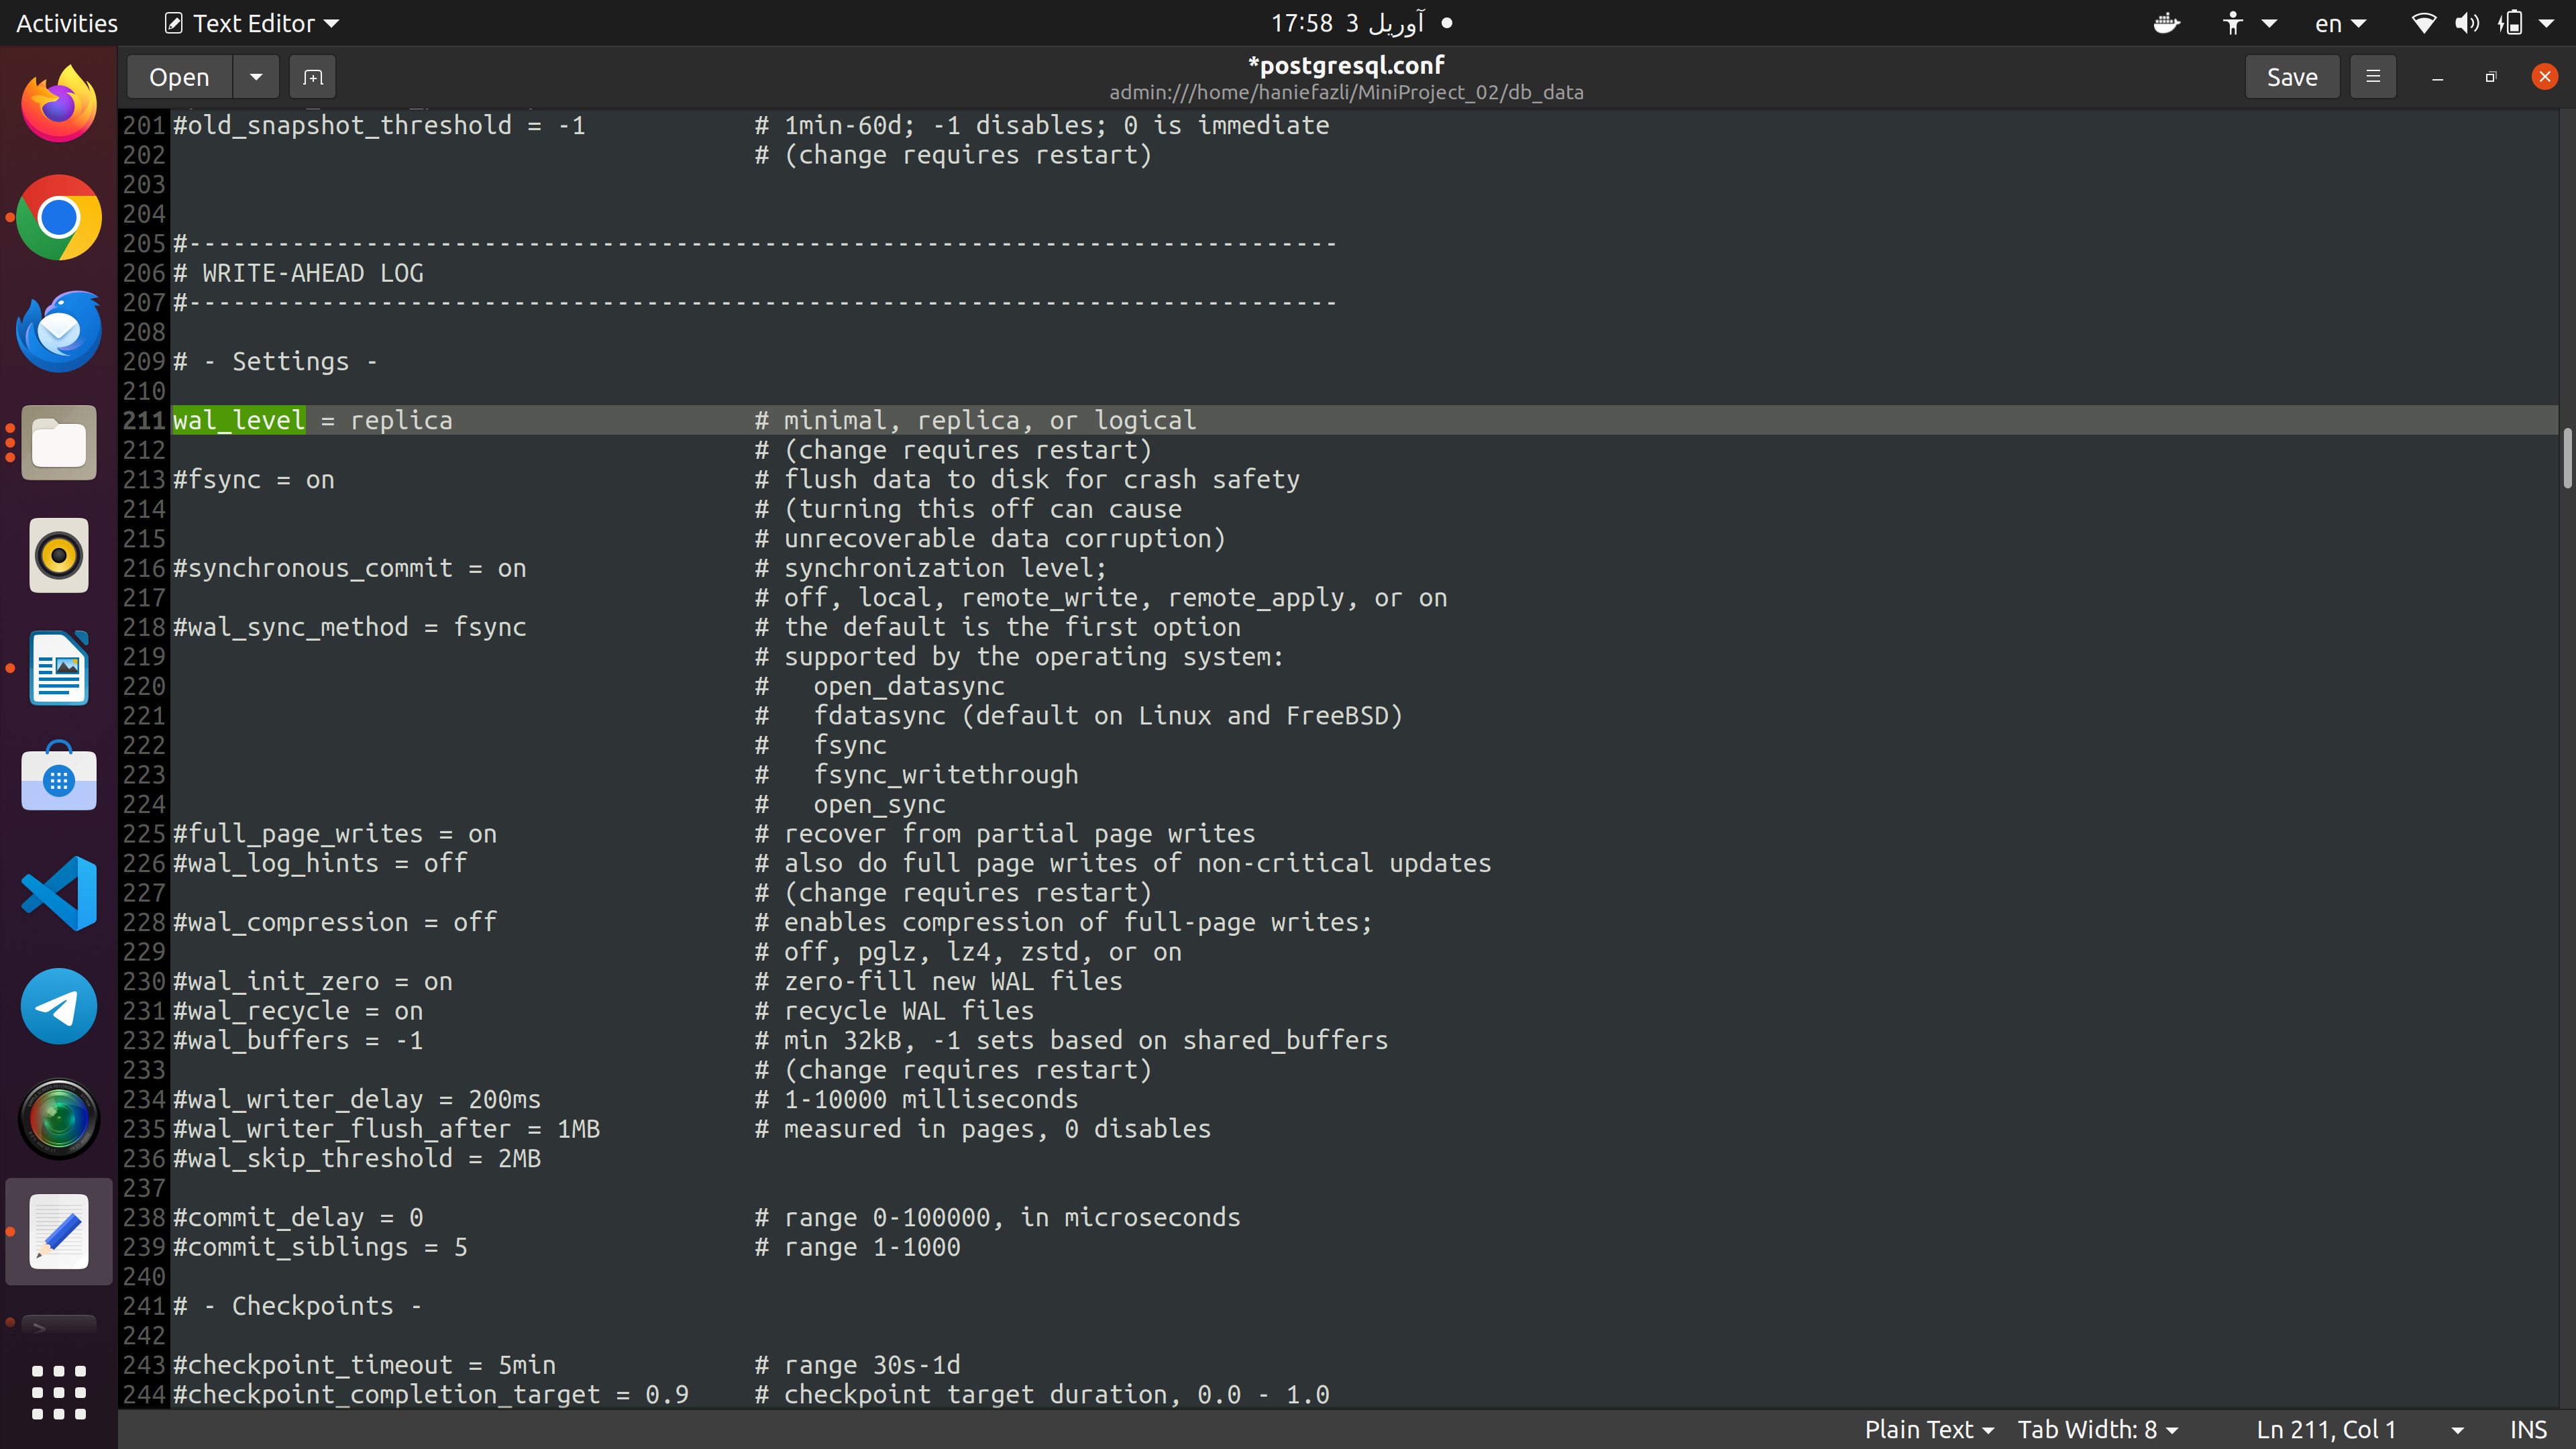 Activities Text Editor 17:58 3 آوریل en
Open *postgresql.conf Save
admin:///home/haniefazli/MiniProject_02/db_data
201 #old_snapshot_threshold = -1 # 1min-60d; -1 disables; 0 is immediate
202 # (change requires restart)
203
204
205 #------------------------------------------------------------------------------
206 # WRITE-AHEAD LOG
207 #------------------------------------------------------------------------------
208
209 # - Settings -
210
211 wal_level = replica # minimal, replica, or logical
212 # (change requires restart)
213 #fsync = on # flush data to disk for crash safety
214 # (turning this off can cause
215 # unrecoverable data corruption)
216 #synchronous_commit = on # synchronization level;
217 # off, local, remote_write, remote_apply, or on
218 #wal_sync_method = fsync # the default is the first option
219 # supported by the operating system:
220 #   open_datasync
221 #   fdatasync (default on Linux and FreeBSD)
222 #   fsync
223 #   fsync_writethrough
224 #   open_sync
225 #full_page_writes = on # recover from partial page writes
226 #wal_log_hints = off # also do full page writes of non-critical updates
227 # (change requires restart)
228 #wal_compression = off # enables compression of full-page writes;
229 # off, pglz, lz4, zstd, or on
230 #wal_init_zero = on # zero-fill new WAL files
231 #wal_recycle = on # recycle WAL files
232 #wal_buffers = -1 # min 32kB, -1 sets based on shared_buffers
233 # (change requires restart)
234 #wal_writer_delay = 200ms # 1-10000 milliseconds
235 #wal_writer_flush_after = 1MB # measured in pages, 0 disables
236 #wal_skip_threshold = 2MB
237
238 #commit_delay = 0 # range 0-100000, in microseconds
239 #commit_siblings = 5 # range 1-1000
240
241 # - Checkpoints -
242
243 #checkpoint_timeout = 5min # range 30s-1d
244 #checkpoint_completion_target = 0.9 # checkpoint target duration, 0.0 - 1.0
Plain Text Tab Width: 8 Ln 211, Col 1 INS